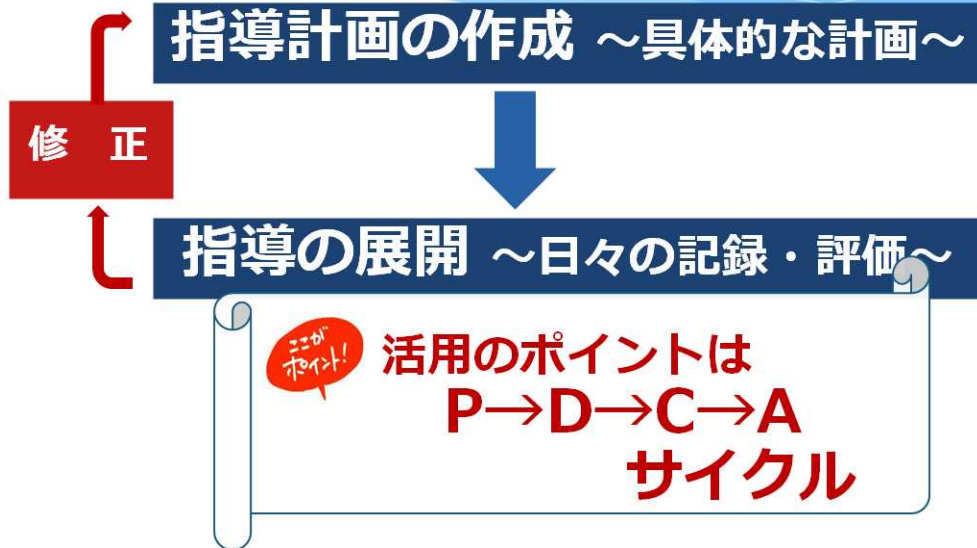 指導計画の作成 ～具体的な計画～
修 正
指導の展開 ～日々の記録・評価～
ここが
ポイント!
活用のポイントは
P→D→C→A
サイクル